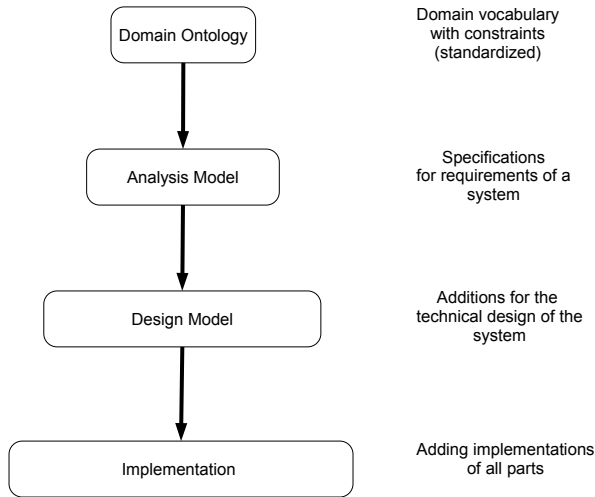 Domain Ontology
Domain vocabulary
with constraints
(standardized)
Analysis Model
Specifications
for requirements of a
system
Design Model
Additions for the
technical design of the
system
Implementation
Adding implementations
of all parts